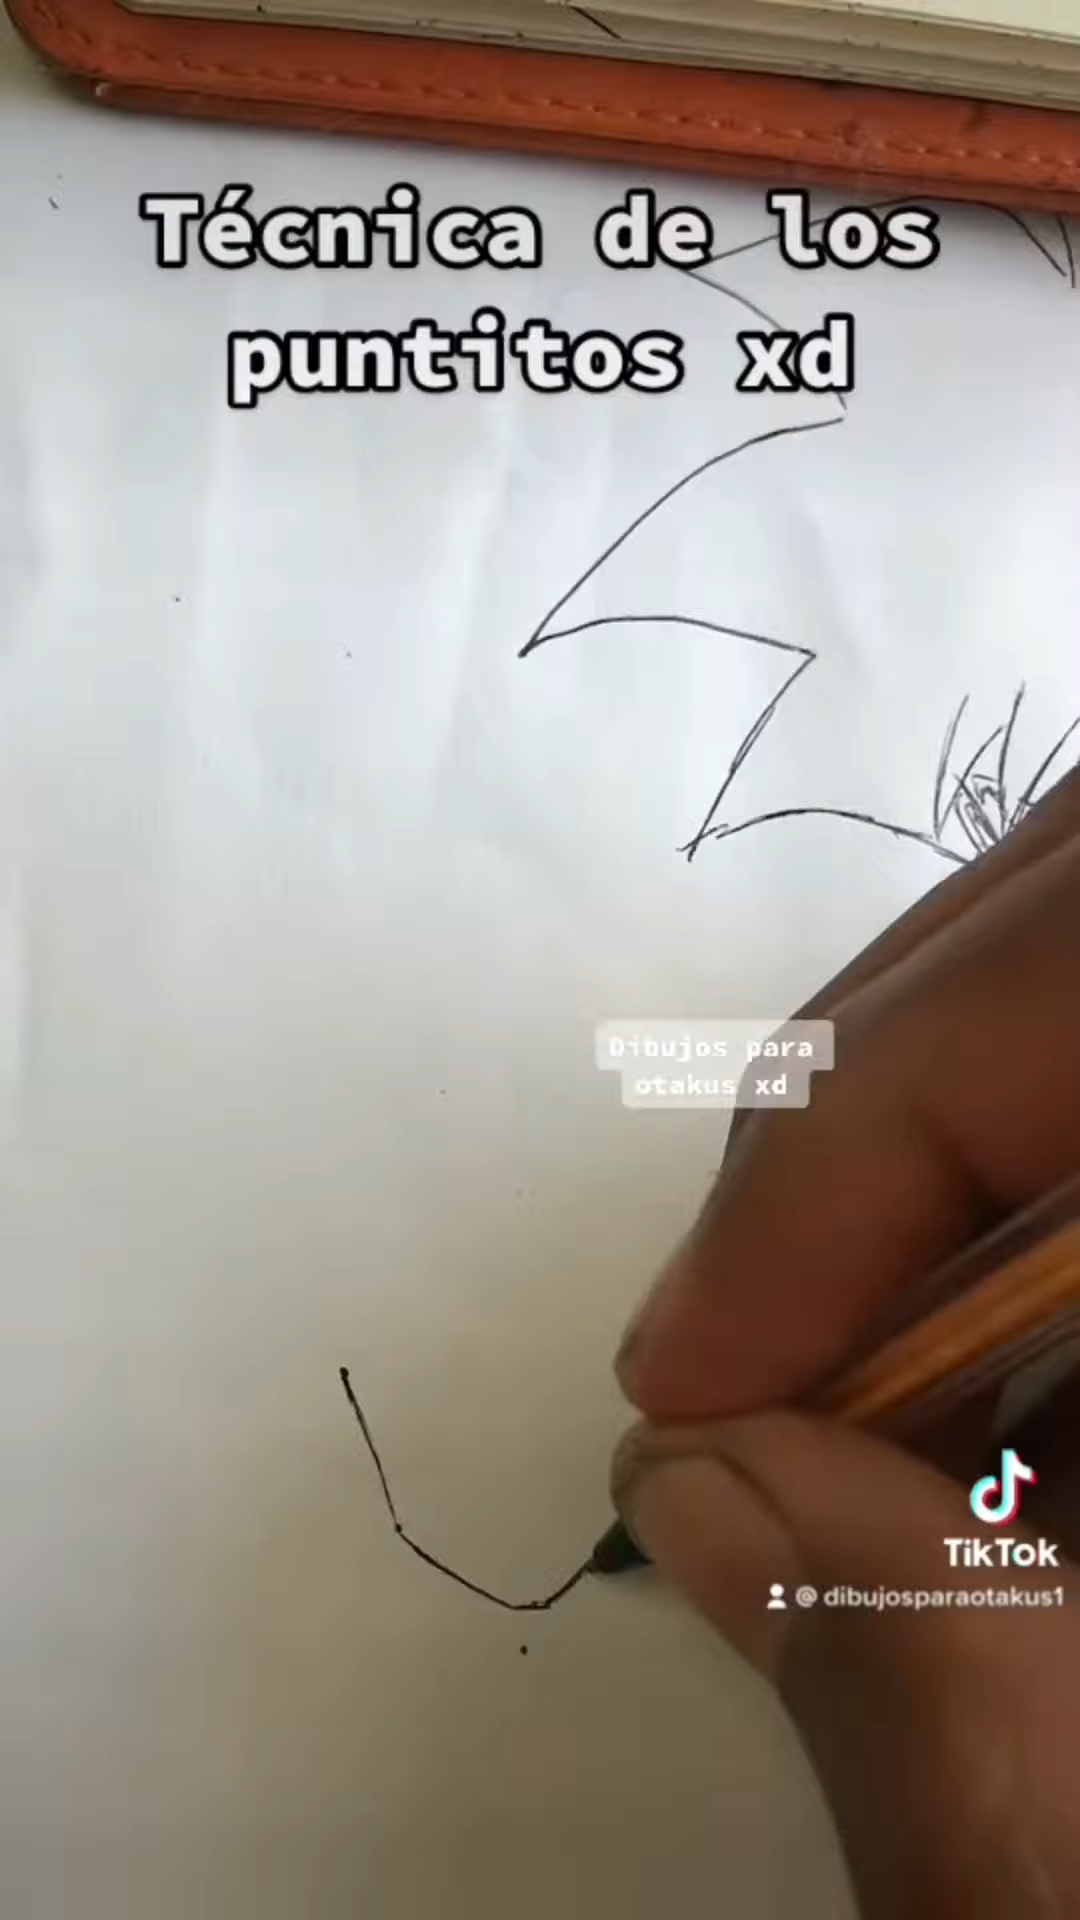 Técnica de los
puntitos xd
Dibujos para
otakus xd
TikTok
@dibujosparaotakus1